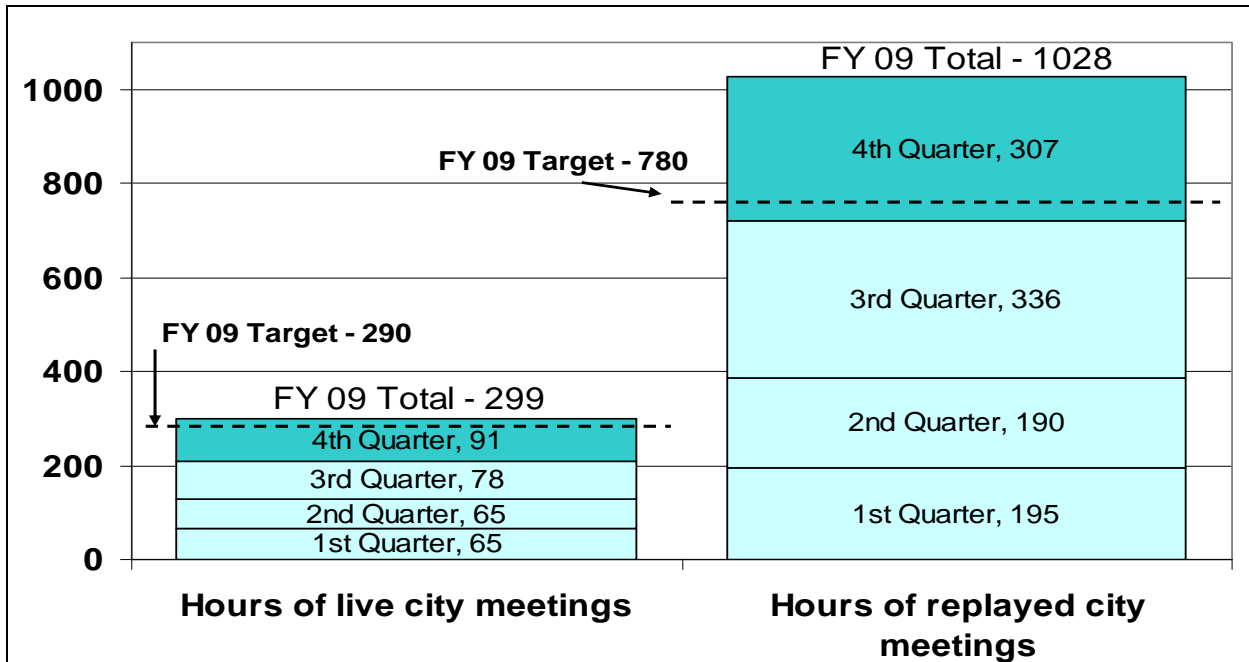 FY 09 Total - 1028
1000
4th Quarter, 307
FY 09 Target - 780
800
600
3rd Quarter, 336
FY 09 Target - 290
400
FY 09 Total - 299
2nd Quarter, 190
4th Quarter, 91
200
3rd Quarter, 78
2nd Quarter, 65
1st Quarter, 195
1st Quarter, 65
0
Hours of live city meetings
Hours of replayed city
meetings